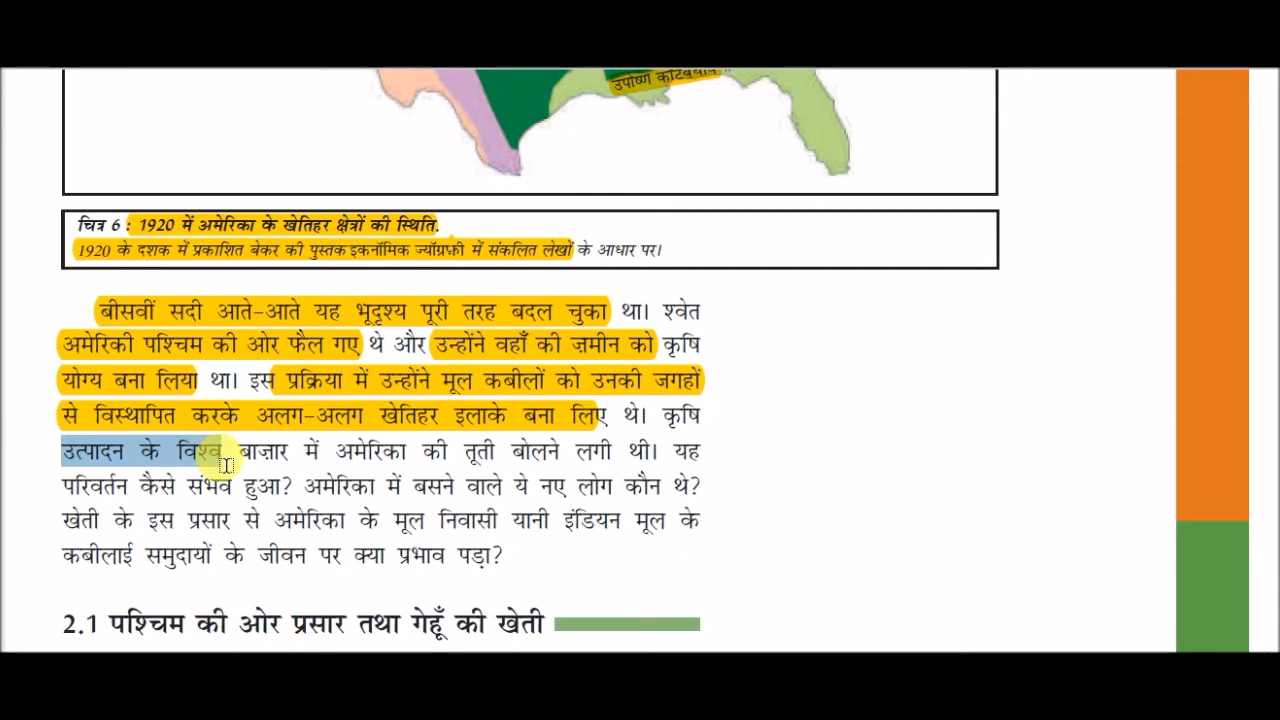 उपोष्ण कटिबंधीय
चित्र 6 : 1920 में अमेरिका के खेतिहर क्षेत्रों की स्थिति.
1920 के दशक में प्रकाशित बेकर की पुस्तक इकनॉमिक ज्यॉग्रफ़ी में संकलित लेखों के आधार पर।
बीसवीं सदी आते-आते यह भूदृश्य पूरी तरह बदल चुका था। श्वेत
अमेरिकी पश्चिम की ओर फैल गए थे और उन्होंने वहाँ की ज़मीन को कृषि
योग्य बना लिया था। इस प्रक्रिया में उन्होंने मूल कबीलों को उनकी जगहों
से विस्थापित करके अलग-अलग खेतिहर इलाके बना लिए थे। कृषि
उत्पादन के विश्व बाज़ार में अमेरिका की तूती बोलने लगी थी। यह
परिवर्तन कैसे संभव हुआ? अमेरिका में बसने वाले ये नए लोग कौन थे?
खेती के इस प्रसार से अमेरिका के मूल निवासी यानी इंडियन मूल के
कबीलाई समुदायों के जीवन पर क्या प्रभाव पड़ा?
2.1 पश्चिम की ओर प्रसार तथा गेहूँ की खेती